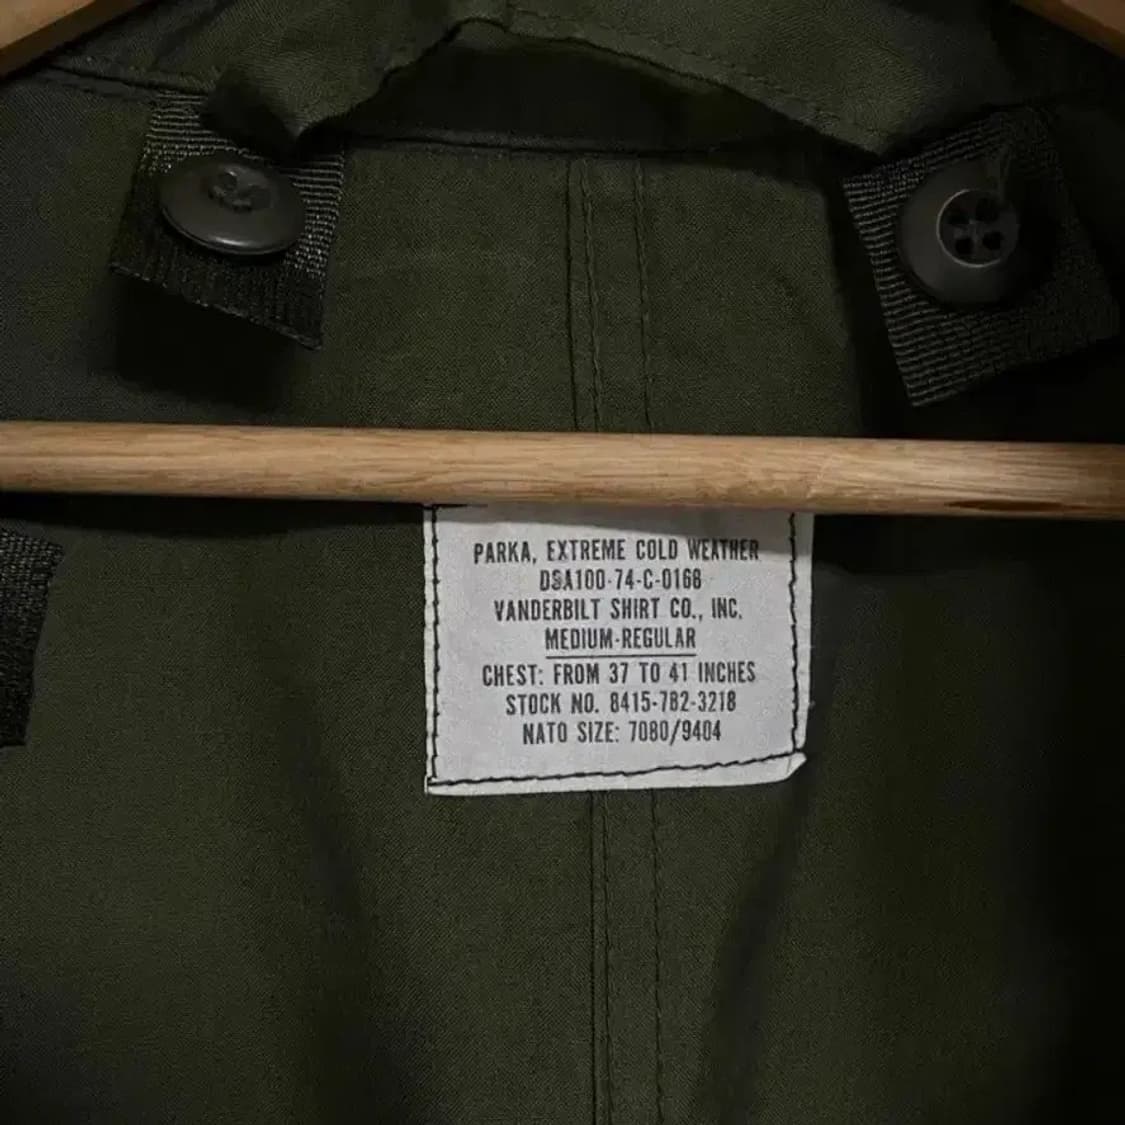 PARKA, EXTREME COLD WEATHER
DSA100-74-C-0168
VANDERBILT SHIRT CO., INC.
MEDIUM-REGULAR
CHEST: FROM 37 TO 41 INCHES
STOCK NO. 8415-782-3218
NATO SIZE: 7080/9404